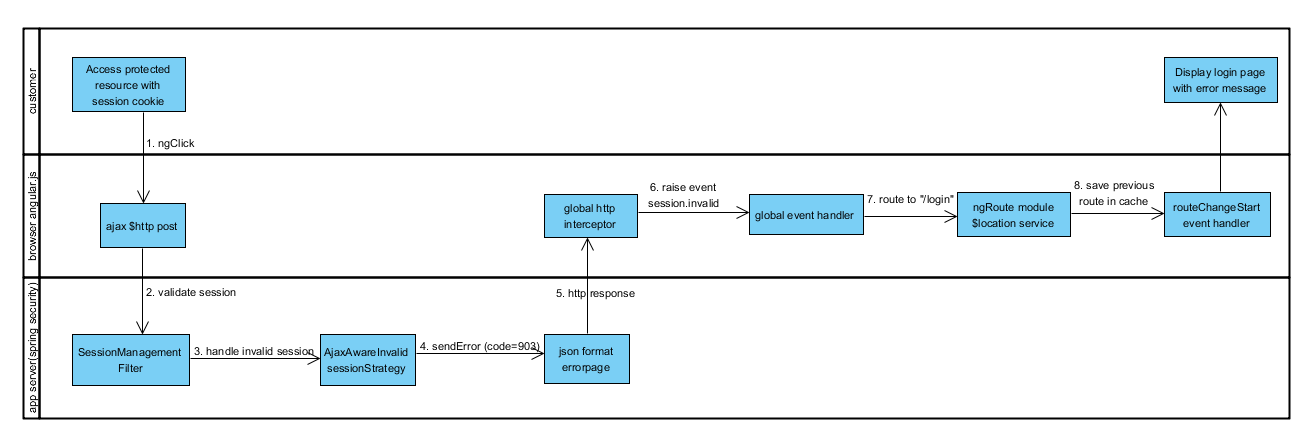 customer
Access protected
resource with
session cookie
Display login page
with error message
1. ngClick
browser angular.js
ajax $http post
global http
interceptor
6. raise event
session.invalid
global event handler
7. route to "/login"
ngRoute module
$location service
8. save previous
route in cache
routeChangeStart
event handler
app server(spring security)
2. validate session
5. http response
SessionManagement
Filter
3. handle invalid session
AjaxAwareInvalid
sessionStrategy
4. sendError (code=903)
json format
errorpage